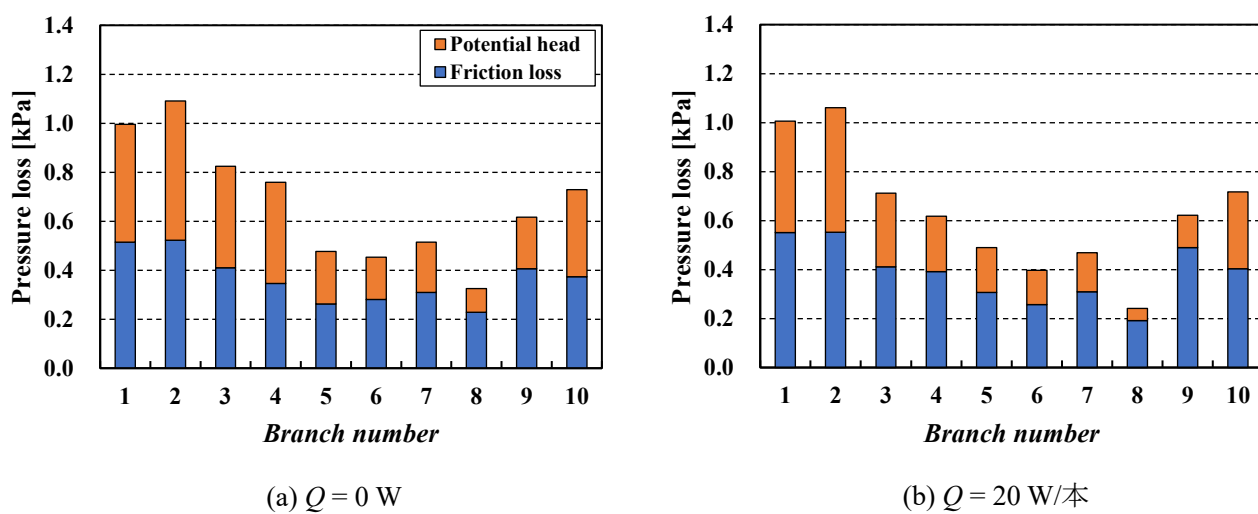 1.4
1.2
1.0
0.8
0.6
0.4
0.2
0.0
Pressure loss [kPa]
Potential head
Friction loss
1 2 3 4 5 6 7 8 9 10
Branch number
(a) Q = 0 W
1.4
1.2
1.0
0.8
0.6
0.4
0.2
0.0
Pressure loss [kPa]
1 2 3 4 5 6 7 8 9 10
Branch number
(b) Q = 20 W/本